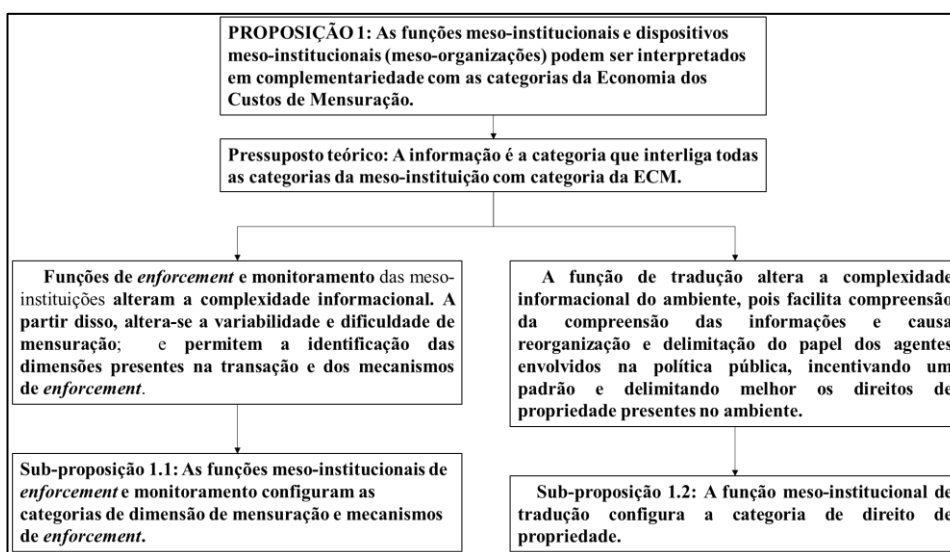 PROPOSIÇÃO 1: As funções meso-institucionais e dispositivos
meso-institucionais (meso-organizações) podem ser interpretados
em complementariedade com as categorias da Economia dos
Custos de Mensuração.
Pressuposto teórico: A informação é a categoria que interliga todas
as categorias da meso-instituição com categoria da ECM.
Funções de enforcement e monitoramento das meso-
instituições alteram a complexidade informacional. A
partir disso, altera-se a variabilidade e dificuldade de
mensuração; e permitem a identificação das
dimensões presentes na transação e dos mecanismos
de enforcement.
A função de tradução altera a complexidade
informacional do ambiente, pois facilita compreensão
da compreensão das informações e causa
reorganização e delimitação do papel dos agentes
envolvidos na política pública, incentivando um
padrão e delimitando melhor os direitos de
propriedade presentes no ambiente.
Sub-proposição 1.1: As funções meso-institucionais de
enforcement e monitoramento configuram as
categorias de dimensão de mensuração e mecanismos
de enforcement.
Sub-proposição 1.2: A função meso-institucional de
tradução configura a categoria de direito de
propriedade.